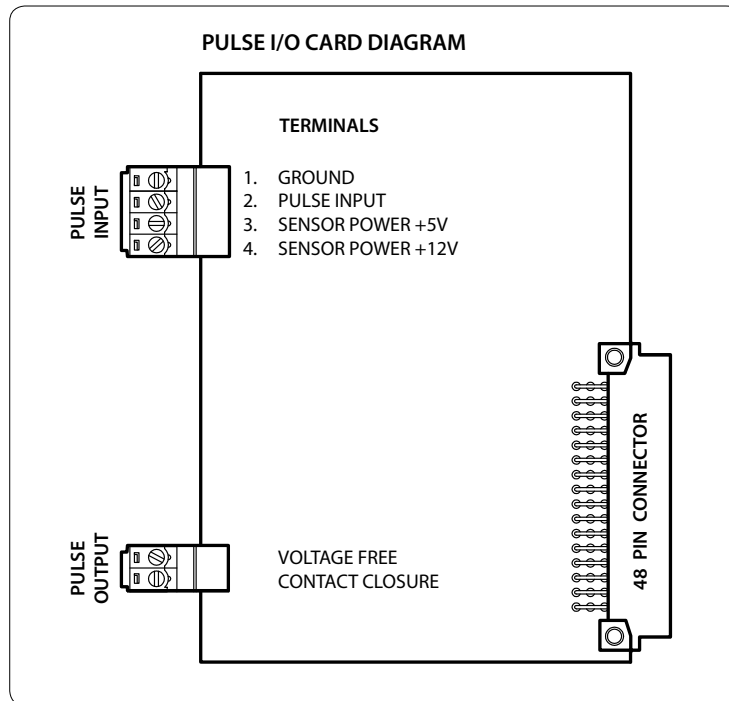 PULSE I/O CARD DIAGRAM
TERMINALS
PULSE
INPUT
1. GROUND
2. PULSE INPUT
3. SENSOR POWER +5V
4. SENSOR POWER +12V
48 PIN CONNECTOR
PULSE
OUTPUT
VOLTAGE FREE
CONTACT CLOSURE